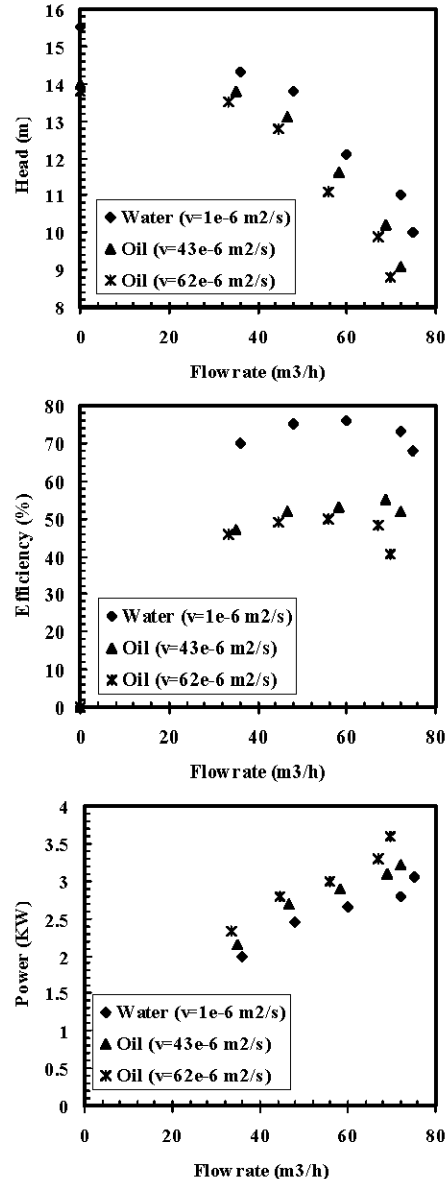 16
15
14
13
12
11
10
9
8
Head (m)
Water (v=1e-6 m2/s)
Oil (v=43e-6 m2/s)
Oil (v=62e-6 m2/s)
0 20 40 60 80
Flow rate (m3/h)
80
70
60
50
40
30
20
10
0
Efficiency (%)
Water (v=1e-6 m2/s)
Oil (v=43e-6 m2/s)
Oil (v=62e-6 m2/s)
0 20 40 60 80
Flow rate (m3/h)
4
3.5
3
2.5
2
1.5
1
0.5
0
Power (KW)
Water (v=1e-6 m2/s)
Oil (v=43e-6 m2/s)
Oil (v=62e-6 m2/s)
0 20 40 60 80
Flow rate (m3/h)